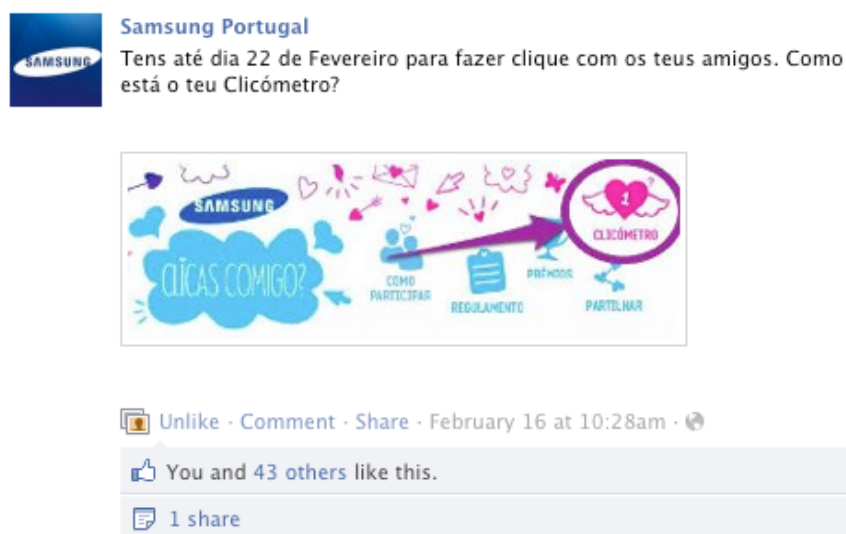 SAMSUNG
Samsung Portugal
Tens até dia 22 de Fevereiro para fazer clique com os teus amigos. Como
está o teu Clicómetro?
SAMSUNG
CLICAS COMIGO?
COMO
PARTICIPAR
REGULAMENTO
PRÉMIOS
1
CLICÓMETRO
PARTILHAR
Unlike · Comment · Share · February 16 at 10:28am ·
You and 43 others like this.
1 share